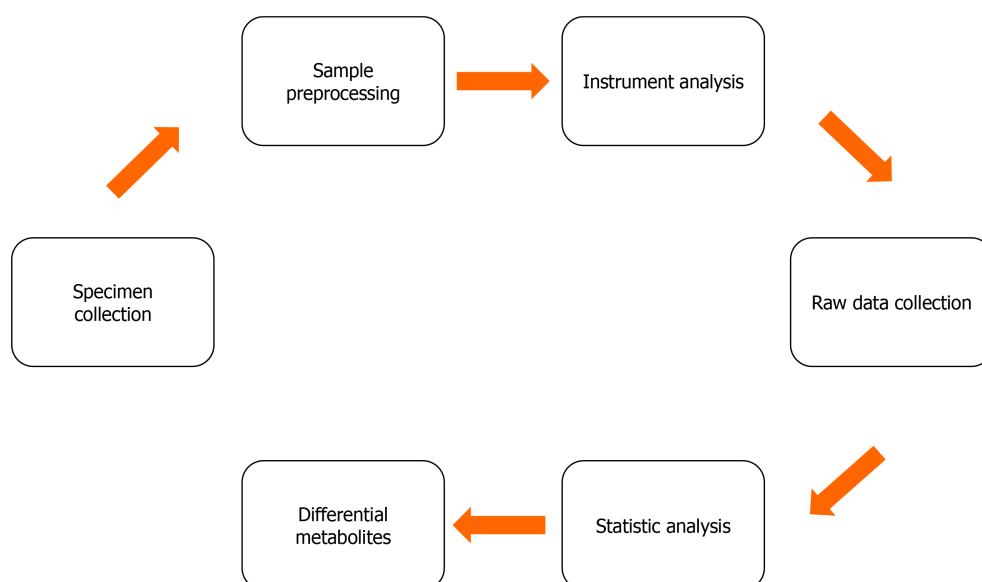 Sample
preprocessing
Instrument analysis
Specimen
collection
Raw data collection
Differential
metabolites
Statistic analysis